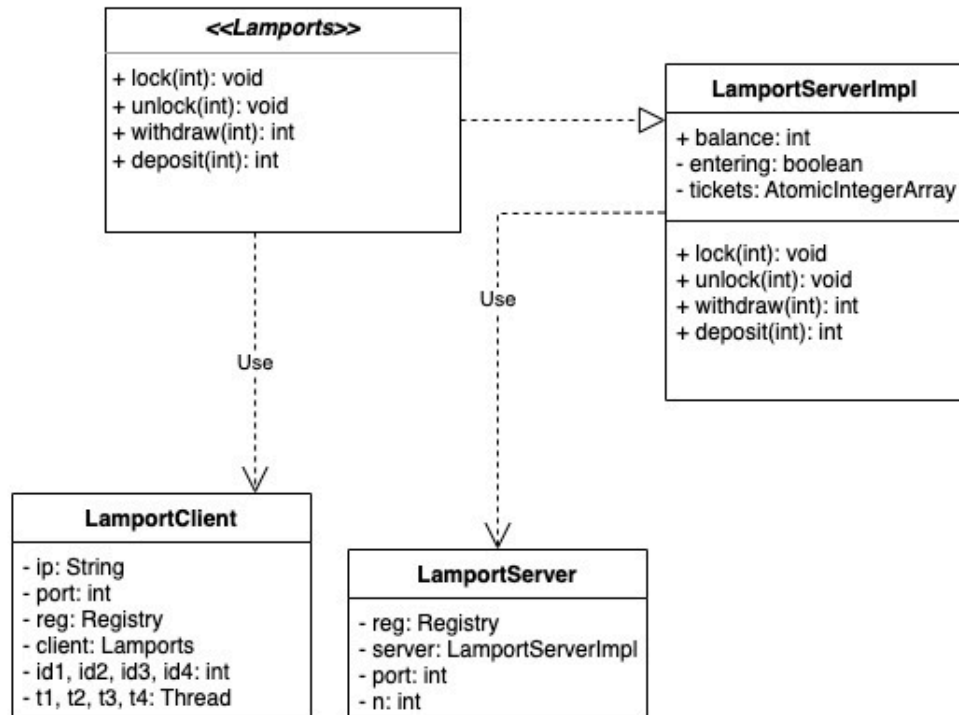 <<Lamports>>
+ lock(int): void
+ unlock(int): void
+ withdraw(int): int
+ deposit(int): int
LamportServerImpl
+ balance: int
- entering: boolean
- tickets: AtomicIntegerArray
+ lock(int): void
+ unlock(int): void
+ withdraw(int): int
+ deposit(int): int
Use
Use
LamportClient
- ip: String
- port: int
- reg: Registry
- client: Lamports
- id1, id2, id3, id4: int
- t1, t2, t3, t4: Thread
LamportServer
- reg: Registry
- server: LamportServerImpl
- port: int
- n: int